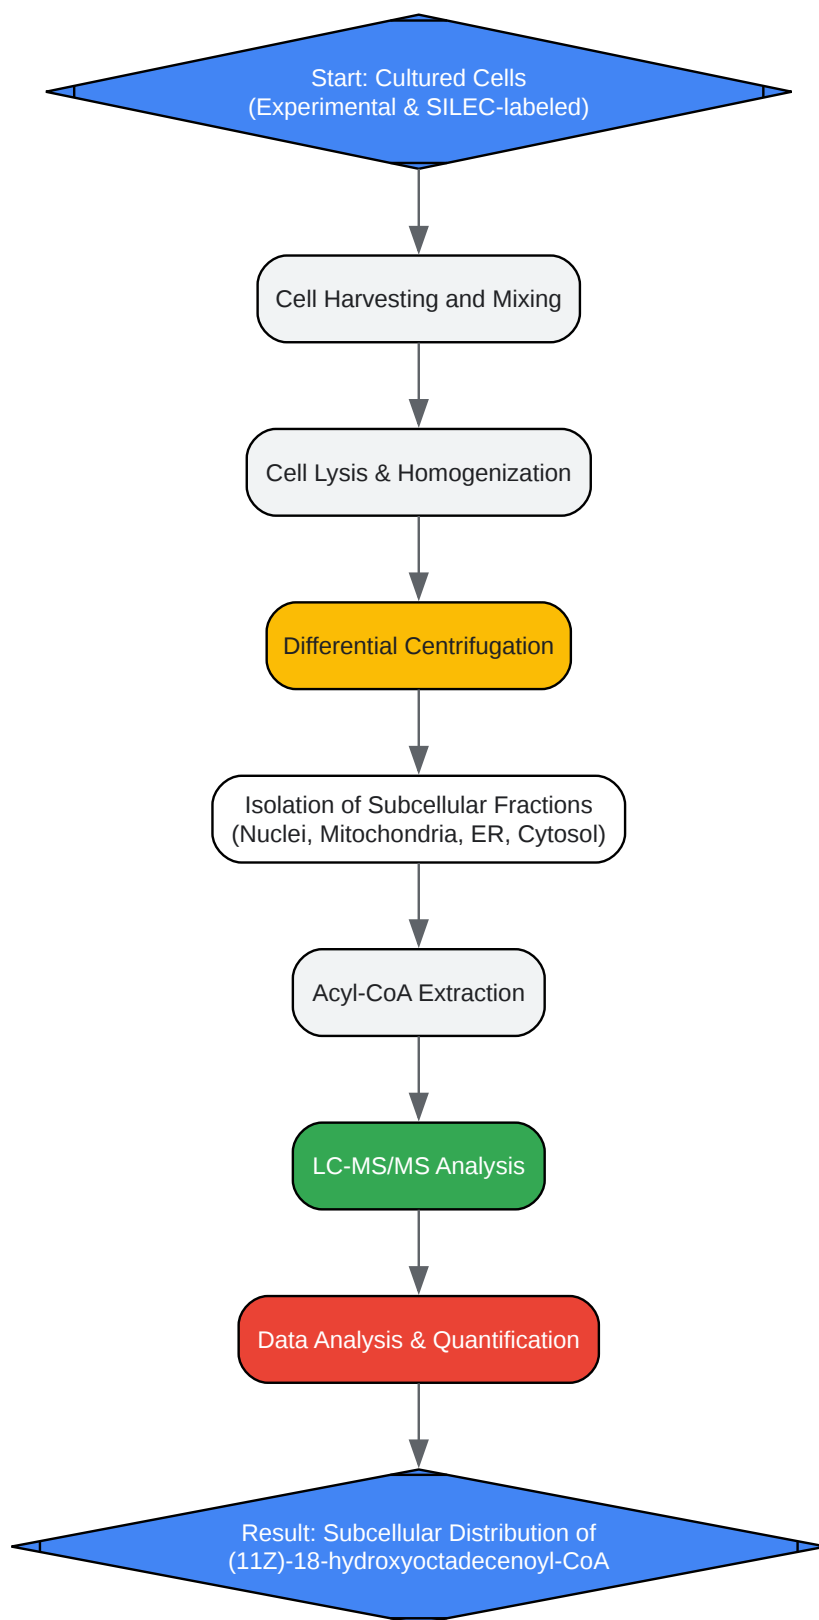 Start: Cultured Cells
(Experimental & SILEC-labeled)
Cell Harvesting and Mixing
Cell Lysis & Homogenization
Differential Centrifugation
Isolation of Subcellular Fractions
(Nuclei, Mitochondria, ER, Cytosol)
Acyl-CoA Extraction
LC-MS/MS Analysis
Data Analysis & Quantification
Result: Subcellular Distribution of
(11Z)-18-hydroxyoctadecenoyl-CoA